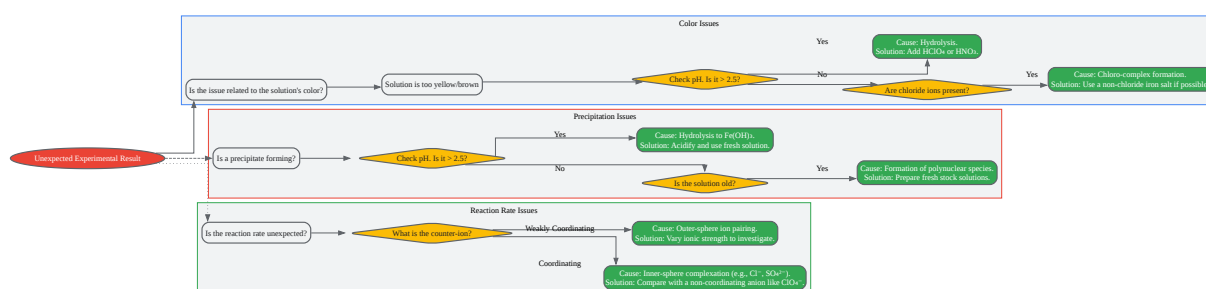 Color Issues
Yes
Cause: Hydrolysis.
Solution: Add HClO₄ or HNO₃.
Is the issue related to the solution's color?
Solution is too yellow/brown
Check pH. Is it > 2.5?
No
Are chloride ions present?
Yes
Cause: Chloro-complex formation.
Solution: Use a non-chloride iron salt if possible
Precipitation Issues
Unexpected Experimental Result
Is a precipitate forming?
Check pH. Is it > 2.5?
Yes
Cause: Hydrolysis to Fe(OH)₃.
Solution: Acidify and use fresh solution.
No
Is the solution old?
Yes
Cause: Formation of polynuclear species.
Solution: Prepare fresh stock solutions.
Reaction Rate Issues
Is the reaction rate unexpected?
What is the counter-ion?
Weakly Coordinating
Cause: Outer-sphere ion pairing.
Solution: Vary ionic strength to investigate.
Coordinating
Cause: Inner-sphere complexation (e.g., Cl⁻, SO₄²⁻).
Solution: Compare with a non-coordinating anion like ClO₄⁻.